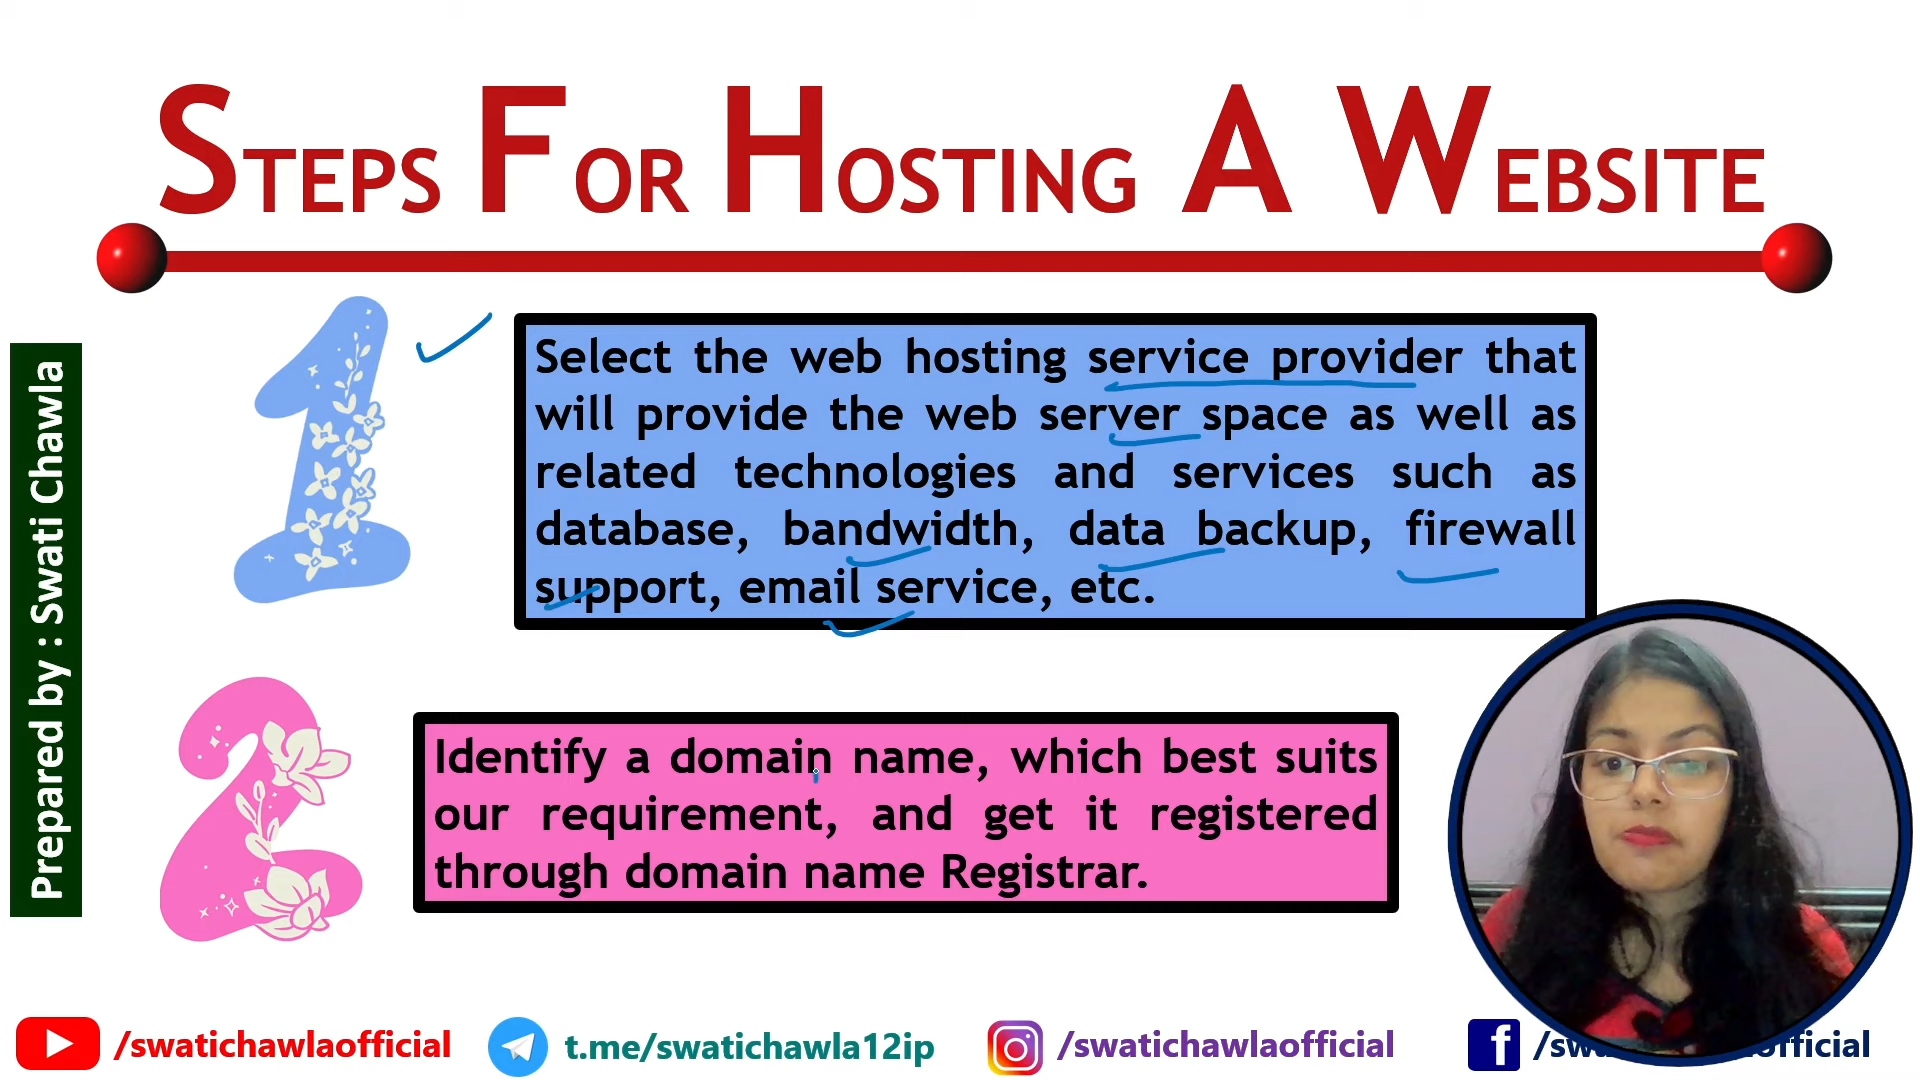 Steps For Hosting A Website
1
Select the web hosting service provider that
will provide the web server space as well as
related technologies and services such as
database, bandwidth, data backup, firewall
support, email service, etc.
Prepared by : Swati Chawla
2
Identify a domain name, which best suits
our requirement, and get it registered
through domain name Registrar.
/swatichawlaofficial
t.me/swatichawla12ip
/swatichawlaofficial